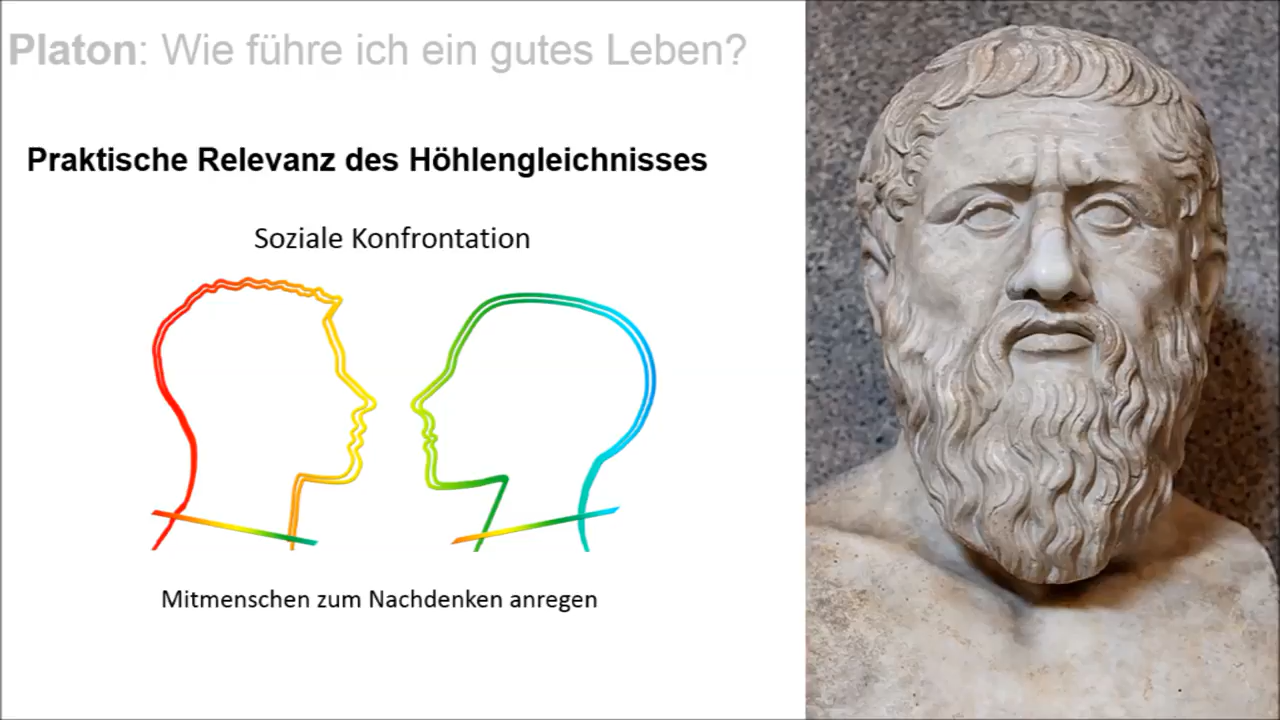 Platon: Wie führe ich ein gutes Leben?
Praktische Relevanz des Höhlengleichnisses
Soziale Konfrontation
Mitmenschen zum Nachdenken anregen